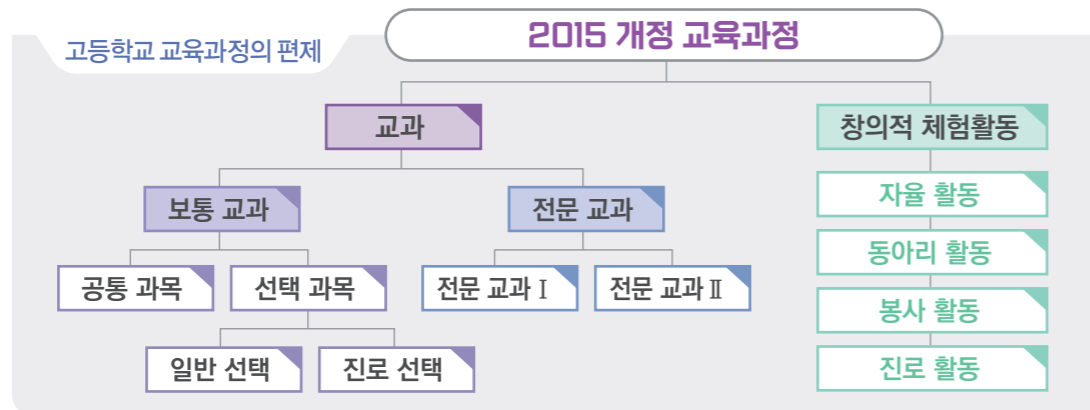 고등학교 교육과정의 편제
2015 개정 교육과정
교과
창의적 체험활동
보통 교과
전문 교과
자율 활동
동아리 활동
공통 과목
선택 과목
전문 교과 Ⅰ
전문 교과 Ⅱ
봉사 활동
일반 선택
진로 선택
진로 활동